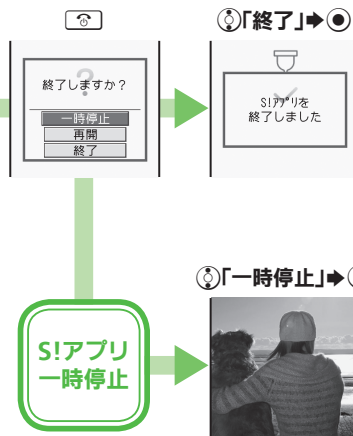 「終了」➡
終了しますか？
一時停止
再開
終了
S!アプリを
終了しました
「一時停止」➡
S!アプリ
一時停止